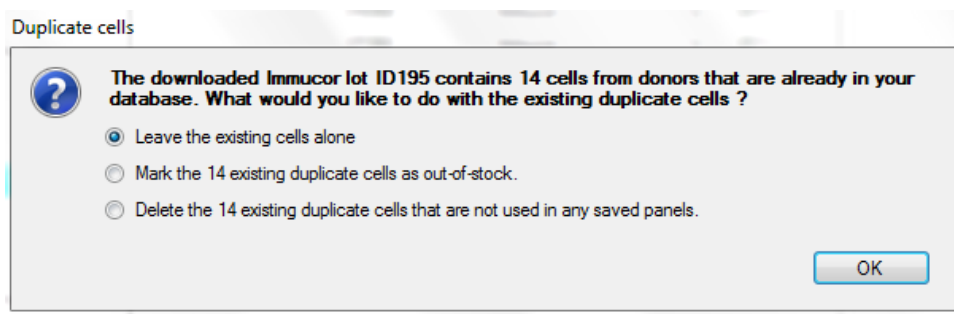 Duplicate cells
The downloaded Immucor lot ID195 contains 14 cells from donors that are already in your
database. What would you like to do with the existing duplicate cells ?
Leave the existing cells alone
Mark the 14 existing duplicate cells as out-of-stock.
Delete the 14 existing duplicate cells that are not used in any saved panels.
OK